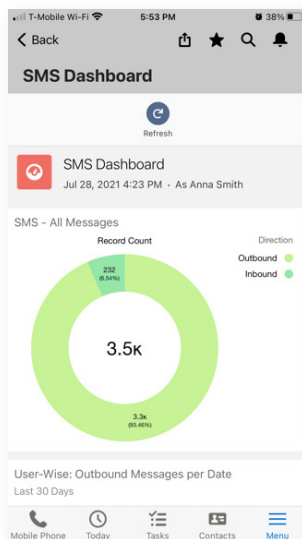 T-Mobile Wi-Fi 5:53 PM 38%
Back
SMS Dashboard
Refresh
SMS Dashboard
Jul 28, 2021 4:23 PM · As Anna Smith
SMS - All Messages
Record Count
Direction
Outbound
Inbound
232
(6.54%)
3.5K
3.3k
(93.46%)
User-Wise: Outbound Messages per Date
Last 30 Days
Mobile Phone Today Tasks Contacts Menu